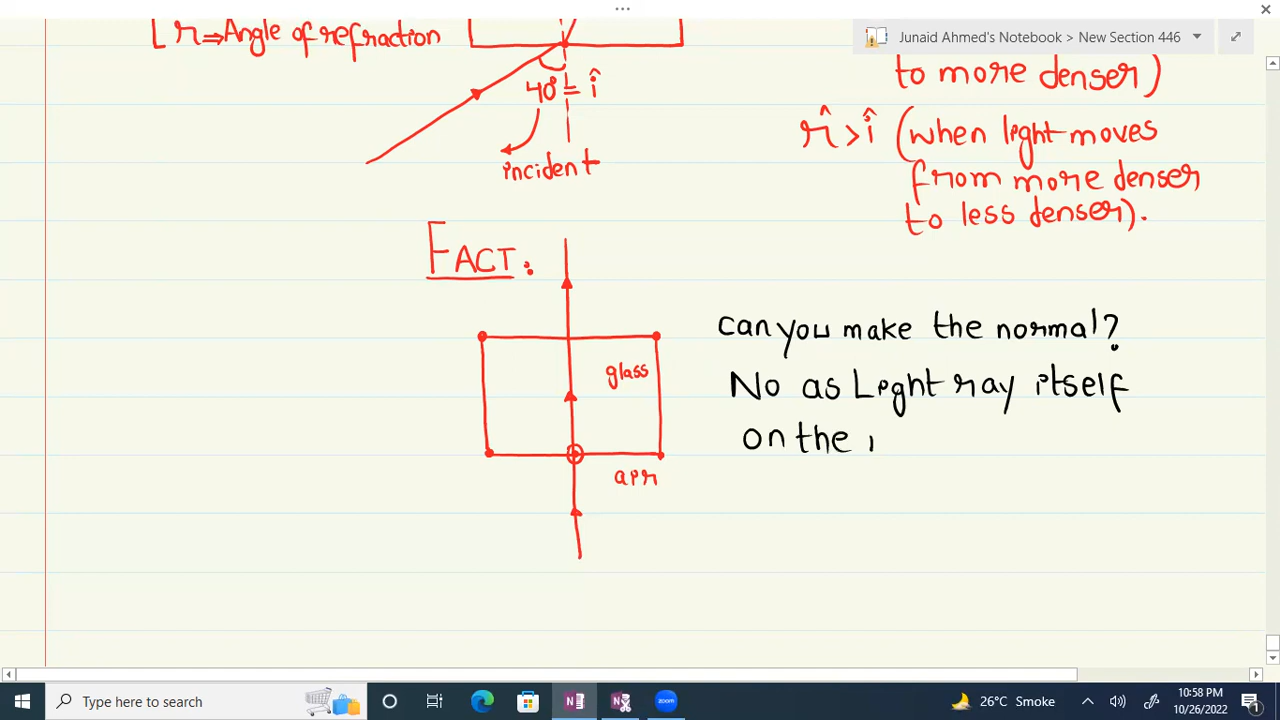 Junaid Ahmed's Notebook > New Section 446
r⇒Angle of refraction
40° = î
incident
to more denser)
r̂ > î (when light moves
from more denser
to less denser).
FACT:
glass
air
can you make the normal?
No as Light ray itself
on the
Type here to search
zoom
26°C Smoke
10:58 PM
10/26/2022
1